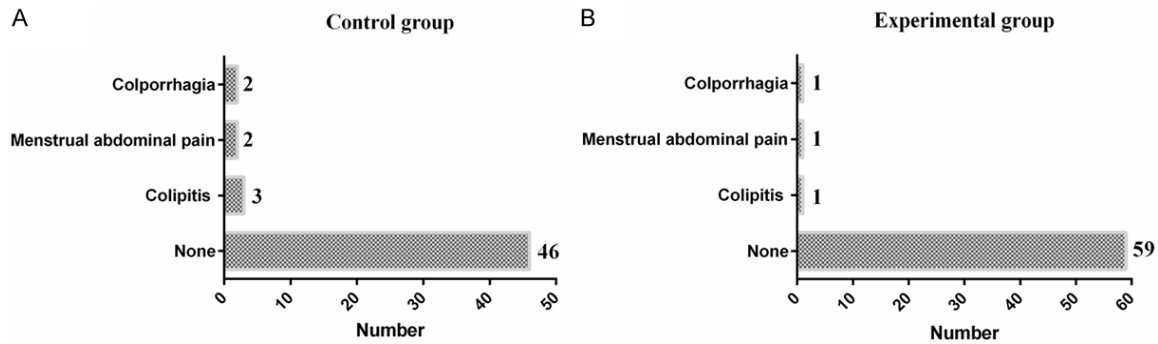 A
Control group
Colporrhagia
2
Menstrual abdominal pain
2
Colipitis
3
None
46
0
10
20
30
40
50
Number
B
Experimental group
Colporrhagia
1
Menstrual abdominal pain
1
Colipitis
1
None
59
0
10
20
30
40
50
60
Number